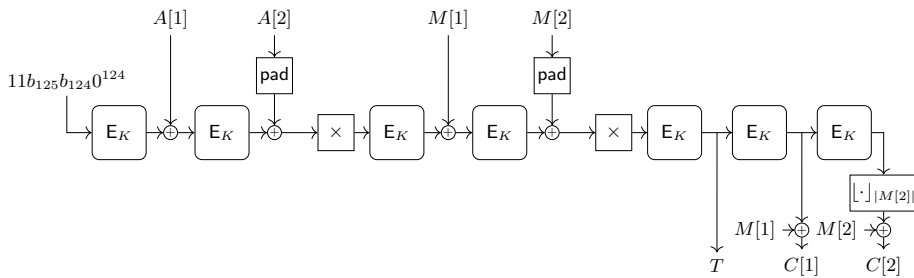 A[1] A[2] M[1] M[2]
pad pad
11b₁₂₅b₁₂₄0¹²⁴
E_K E_K × E_K E_K × E_K E_K E_K
⌊·⌋_|M[2]|
M[1] M[2]
T C[1] C[2]